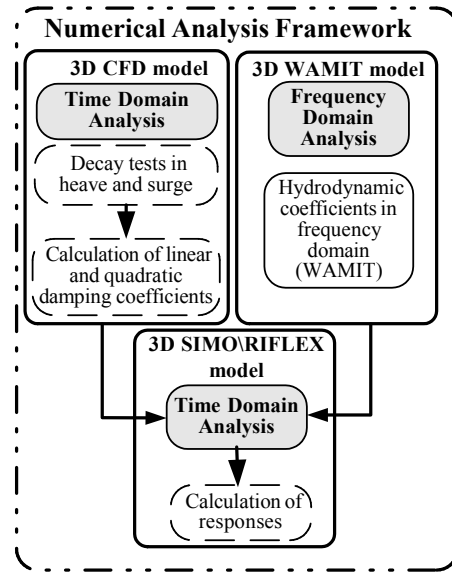 Numerical Analysis Framework
3D CFD model
Time Domain
Analysis
Decay tests in
heave and surge
Calculation of linear
and quadratic
damping coefficients
3D WAMIT model
Frequency
Domain
Analysis
Hydrodynamic
coefficients in
frequency
domain
(WAMIT)
3D SIMO\RIFLEX
model
Time Domain
Analysis
Calculation of
responses